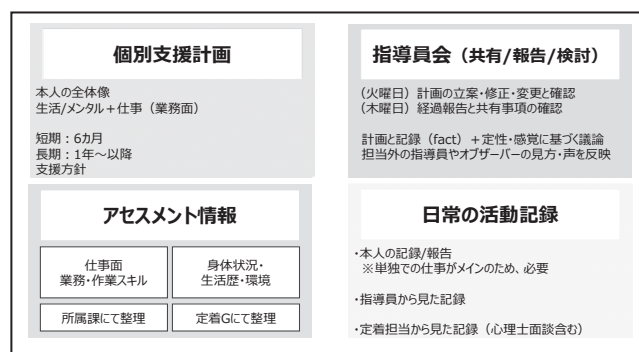 個別支援計画
本人の全体像
生活/メンタル＋仕事（業務面）
短期：6カ月
長期：1年～以降
支援方針
指導員会（共有/報告/検討）
（火曜日）計画の立案・修正・変更と確認
（木曜日）経過報告と共有事項の確認
計画と記録（fact）＋定性・感覚に基づく議論
担当外の指導員やオブザーバーの見方・声を反映
アセスメント情報
仕事面
業務・作業スキル
身体状況・
生活歴・環境
所属課にて整理
定着Gにて整理
日常の活動記録
・本人の記録/報告
※単独での仕事がメインのため、必要
・指導員から見た記録
・定着担当から見た記録（心理士面談含む）